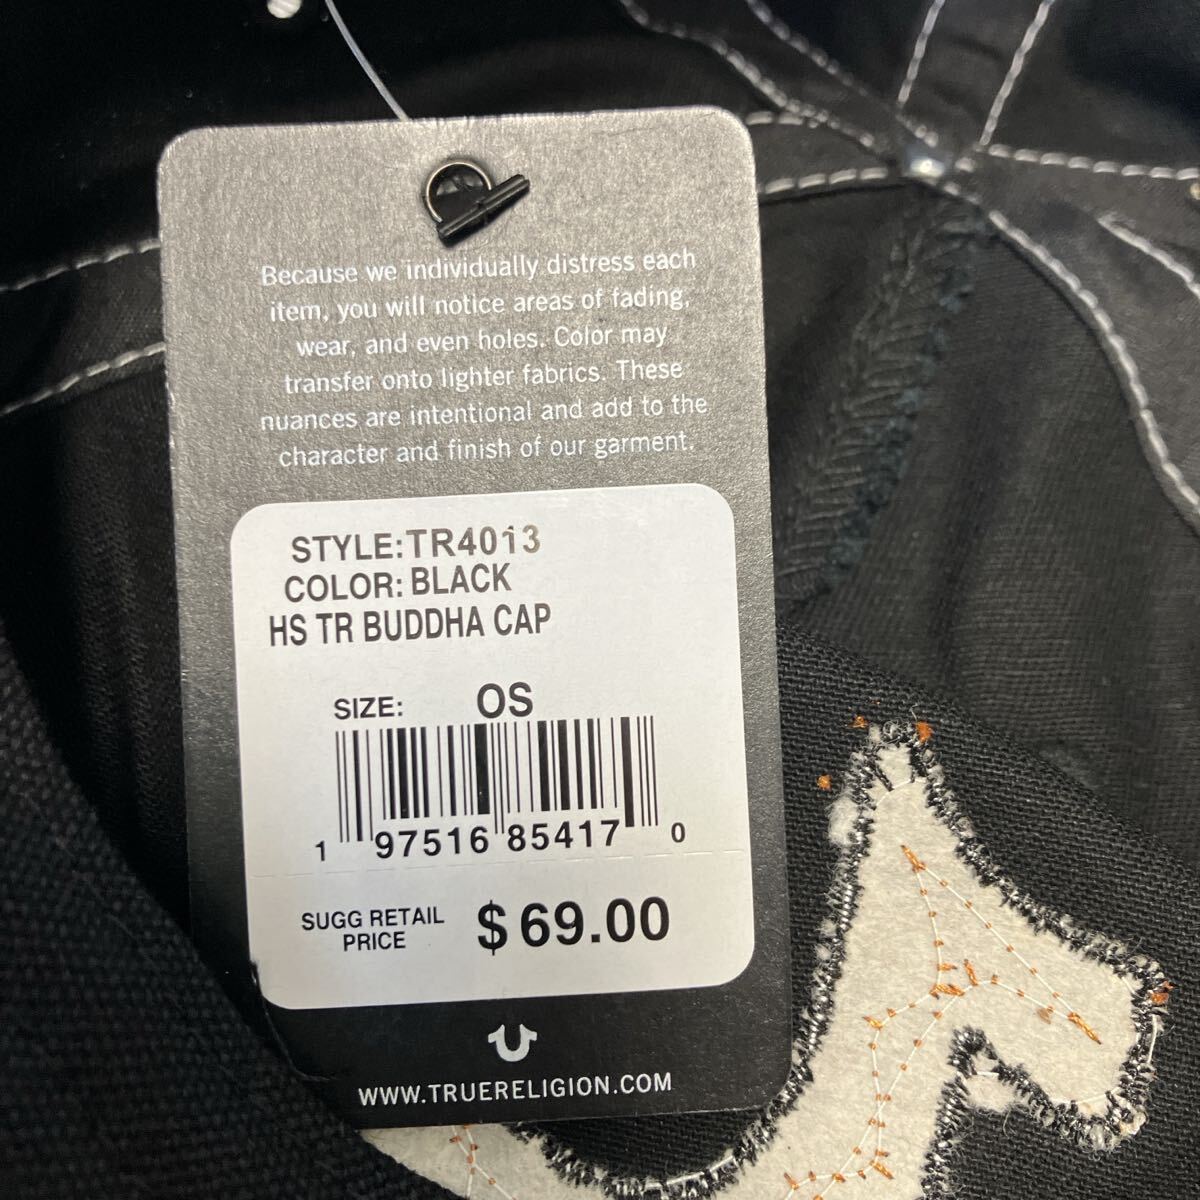 Because we individually distress each
item, you will notice areas of fading,
wear, and even holes. Color may
transfer onto lighter fabrics. These
nuances are intentional and add to the
character and finish of our garment.
STYLE:TR4013
COLOR: BLACK
HS TR BUDDHA CAP
SIZE: OS
1 97516 85417 0
SUGG RETAIL
PRICE
$ 69.00
WWW.TRUERELIGION.COM